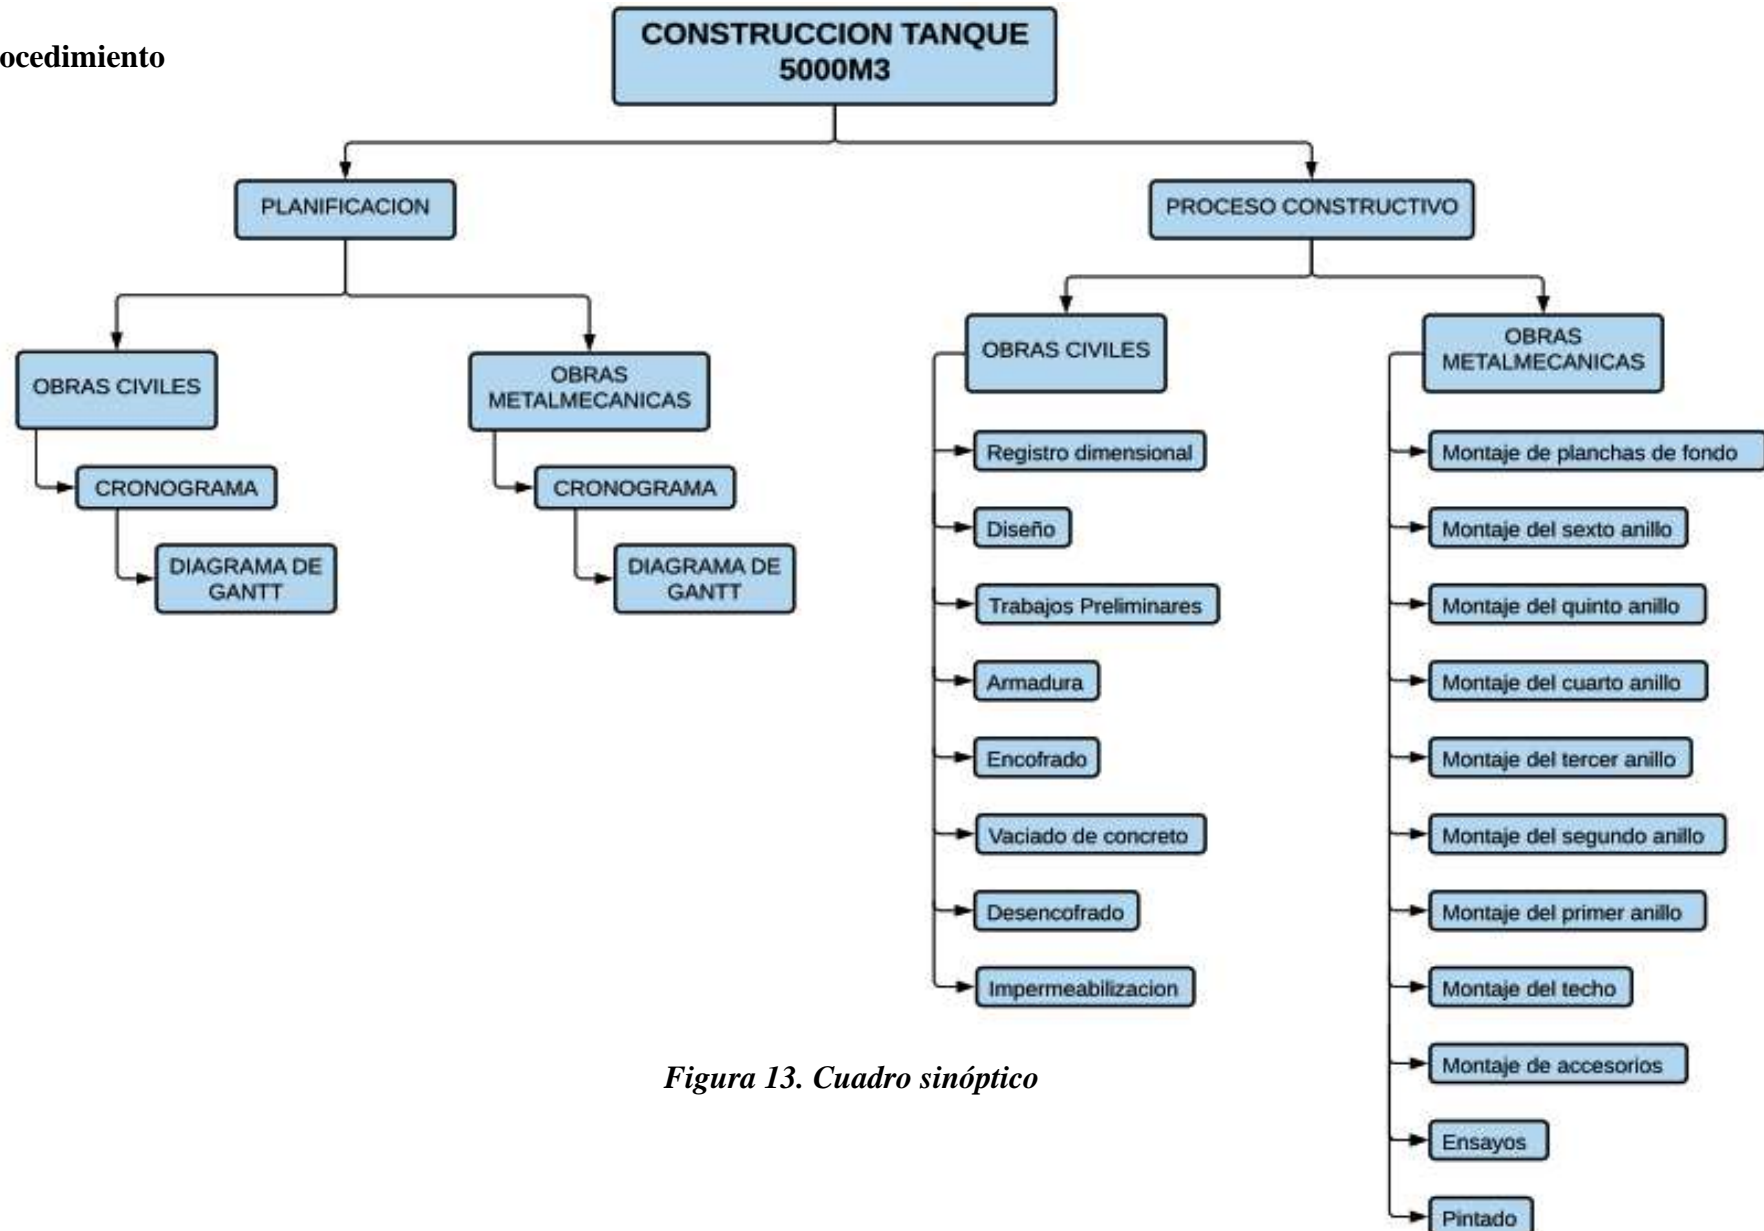 ocedimiento
CONSTRUCCION TANQUE
5000M3
PLANIFICACION
PROCESO CONSTRUCTIVO
OBRAS CIVILES
OBRAS
METALMECANICAS
CRONOGRAMA
CRONOGRAMA
DIAGRAMA DE
GANTT
DIAGRAMA DE
GANTT
OBRAS CIVILES
Registro dimensional
Diseño
Trabajos Preliminares
Armadura
Encofrado
Vaciado de concreto
Desencofrado
Impermeabilizacion
OBRAS
METALMECANICAS
Montaje de planchas de fondo
Montaje del sexto anillo
Montaje del quinto anillo
Montaje del cuarto anillo
Montaje del tercer anillo
Montaje del segundo anillo
Montaje del primer anillo
Montaje del techo
Montaje de accesorios
Ensayos
Pintado
Figura 13. Cuadro sinóptico